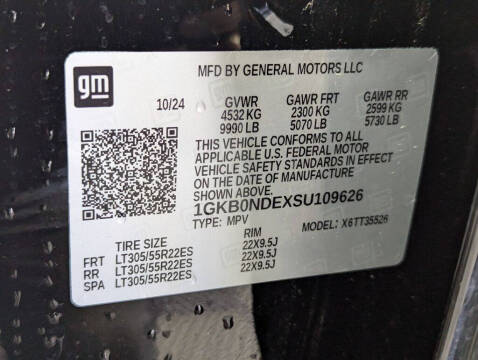 gm
MFD BY GENERAL MOTORS LLC
10/24 GVWR GAWR FRT GAWR RR
4532 KG 2300 KG 2599 KG
9990 LB 5070 LB 5730 LB
THIS VEHICLE CONFORMS TO ALL
APPLICABLE U.S. FEDERAL MOTOR
VEHICLE SAFETY STANDARDS IN EFFECT
ON THE DATE OF MANUFACTURE
SHOWN ABOVE.
1GKB0NDEXSU109626
TYPE: MPV MODEL: X6TT35526
TIRE SIZE RIM
FRT LT305/55R22ES 22X9.5J
RR LT305/55R22ES 22X9.5J
SPA LT305/55R22ES 22X9.5J